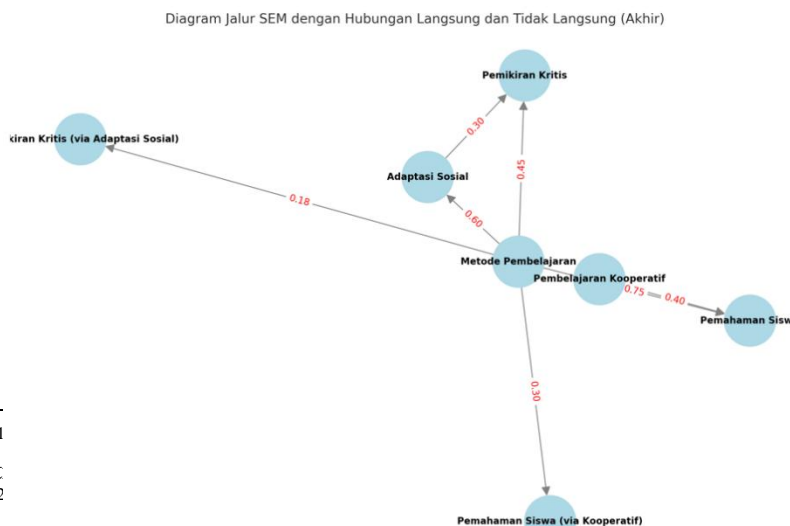 Diagram Jalur SEM dengan Hubungan Langsung dan Tidak Langsung (Akhir)
Pemikiran Kritis
kiran Kritis (via Adaptasi Sosial)
0.30
0.45
Adaptasi Sosial
0.18
0.60
Metode Pembelajaran
Pembelajaran Kooperatif
0.75
0.40
Pemahaman Sisw
0.30
Pemahaman Siswa (via Kooperatif)